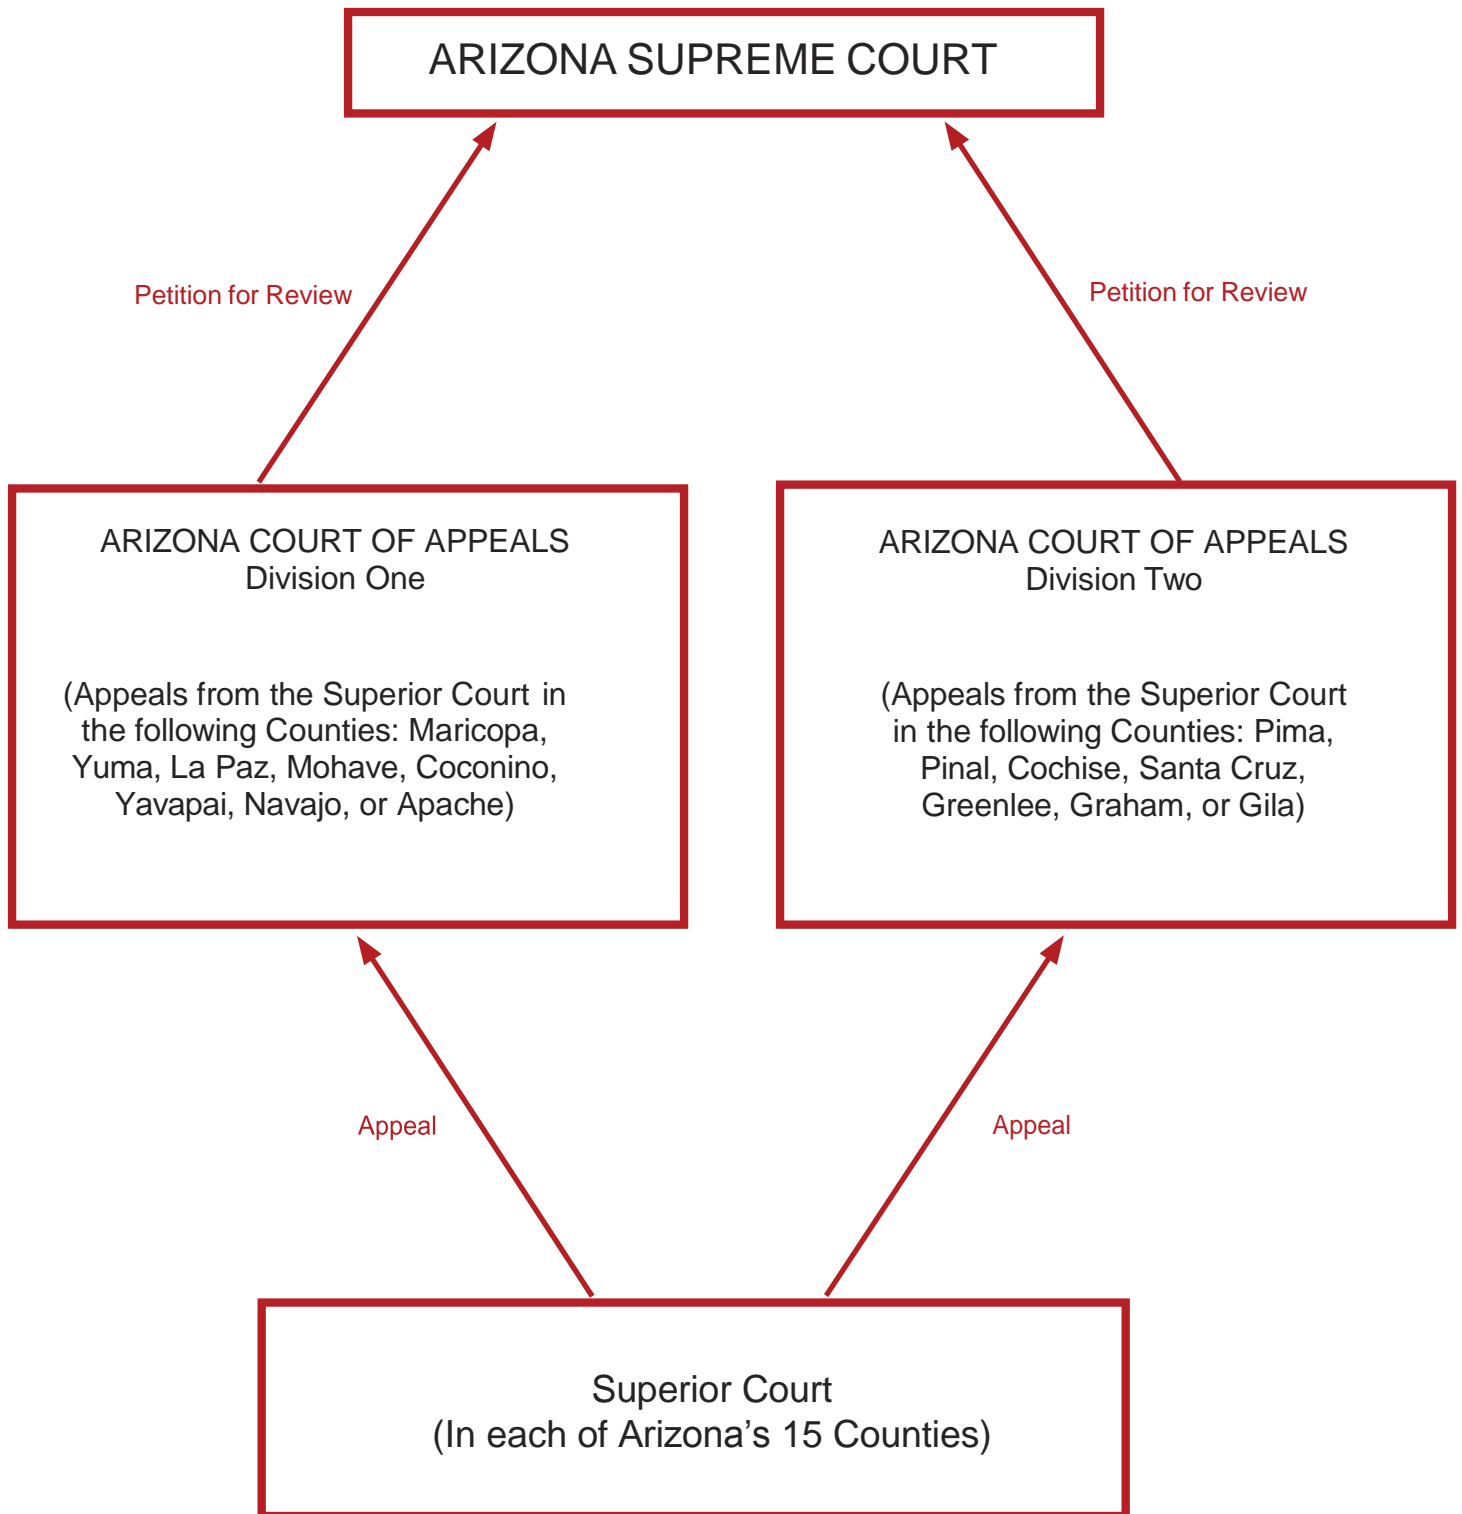 ARIZONA SUPREME COURT
Petition for Review
Petition for Review
ARIZONA COURT OF APPEALS
Division One
(Appeals from the Superior Court in
the following Counties: Maricopa,
Yuma, La Paz, Mohave, Coconino,
Yavapai, Navajo, or Apache)
ARIZONA COURT OF APPEALS
Division Two
(Appeals from the Superior Court
in the following Counties: Pima,
Pinal, Cochise, Santa Cruz,
Greenlee, Graham, or Gila)
Appeal
Appeal
Superior Court
(In each of Arizona’s 15 Counties)